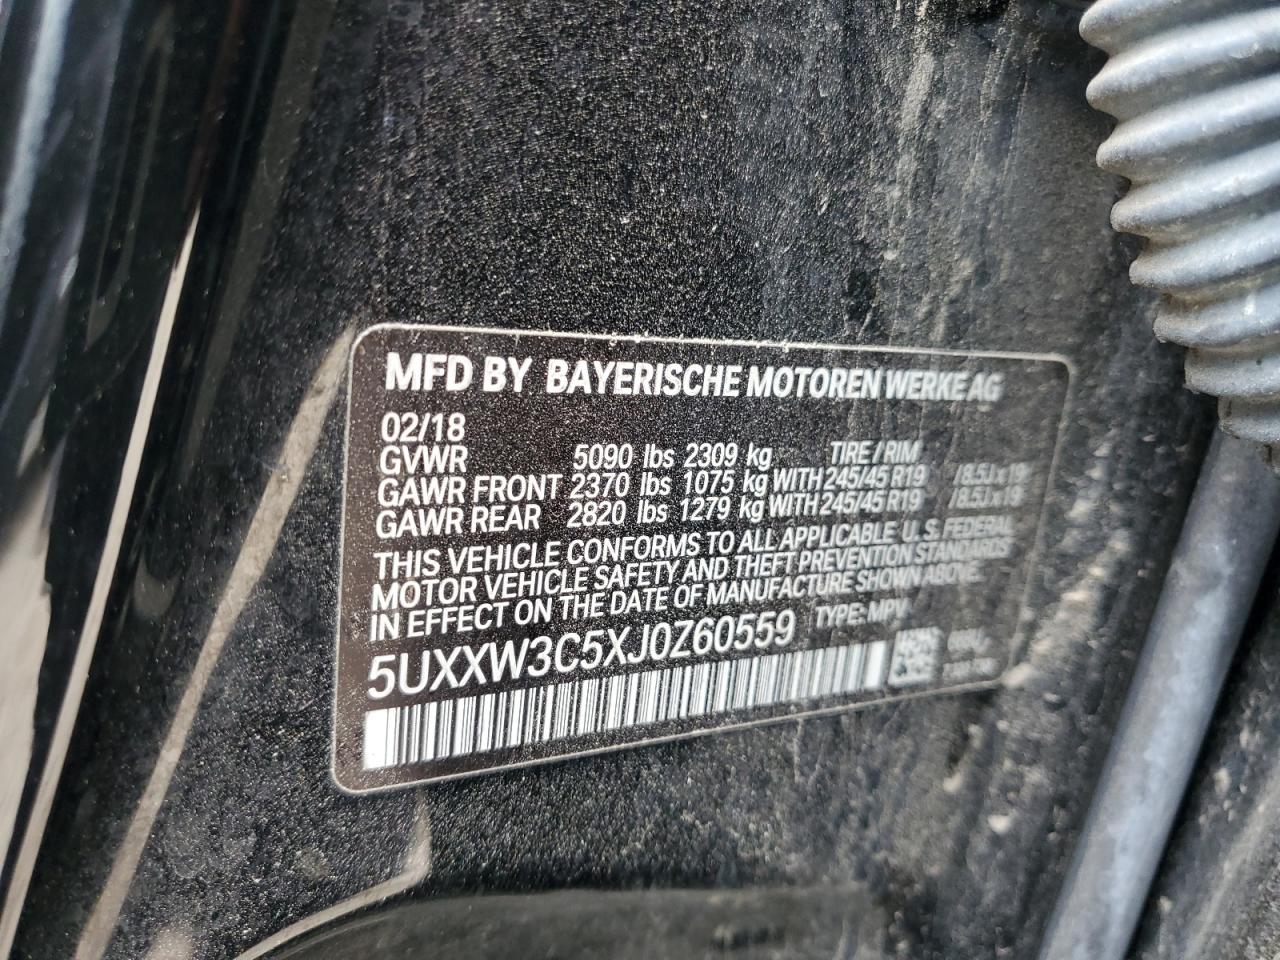 MFD BY BAYERISCHE MOTOREN WERKE AG
02/18
GVWR 5090 lbs 2309 kg TIRE / RIM
GAWR FRONT 2370 lbs 1075 kg WITH 245/45 R19 /8.5J x 19
GAWR REAR 2820 lbs 1279 kg WITH 245/45 R19 /8.5J x 19
THIS VEHICLE CONFORMS TO ALL APPLICABLE U.S. FEDERAL
MOTOR VEHICLE SAFETY AND THEFT PREVENTION STANDARDS
IN EFFECT ON THE DATE OF MANUFACTURE SHOWN ABOVE.
5UXXW3C5XJ0Z60559 TYPE: MPV